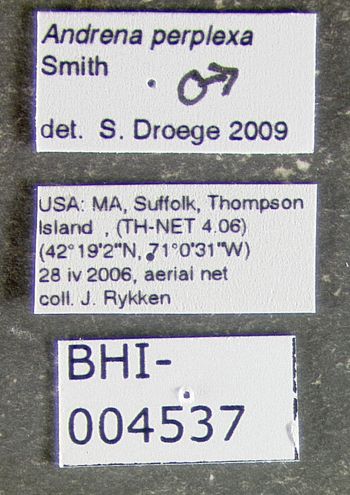 Andrena perplexa
Smith ♂
det. S. Droege 2009
USA: MA, Suffolk, Thompson
Island , (TH-NET 4.06)
(42°19'2"N, 71°0'31"W)
28 iv 2006, aerial net
coll. J. Rykken
BHI-
004537